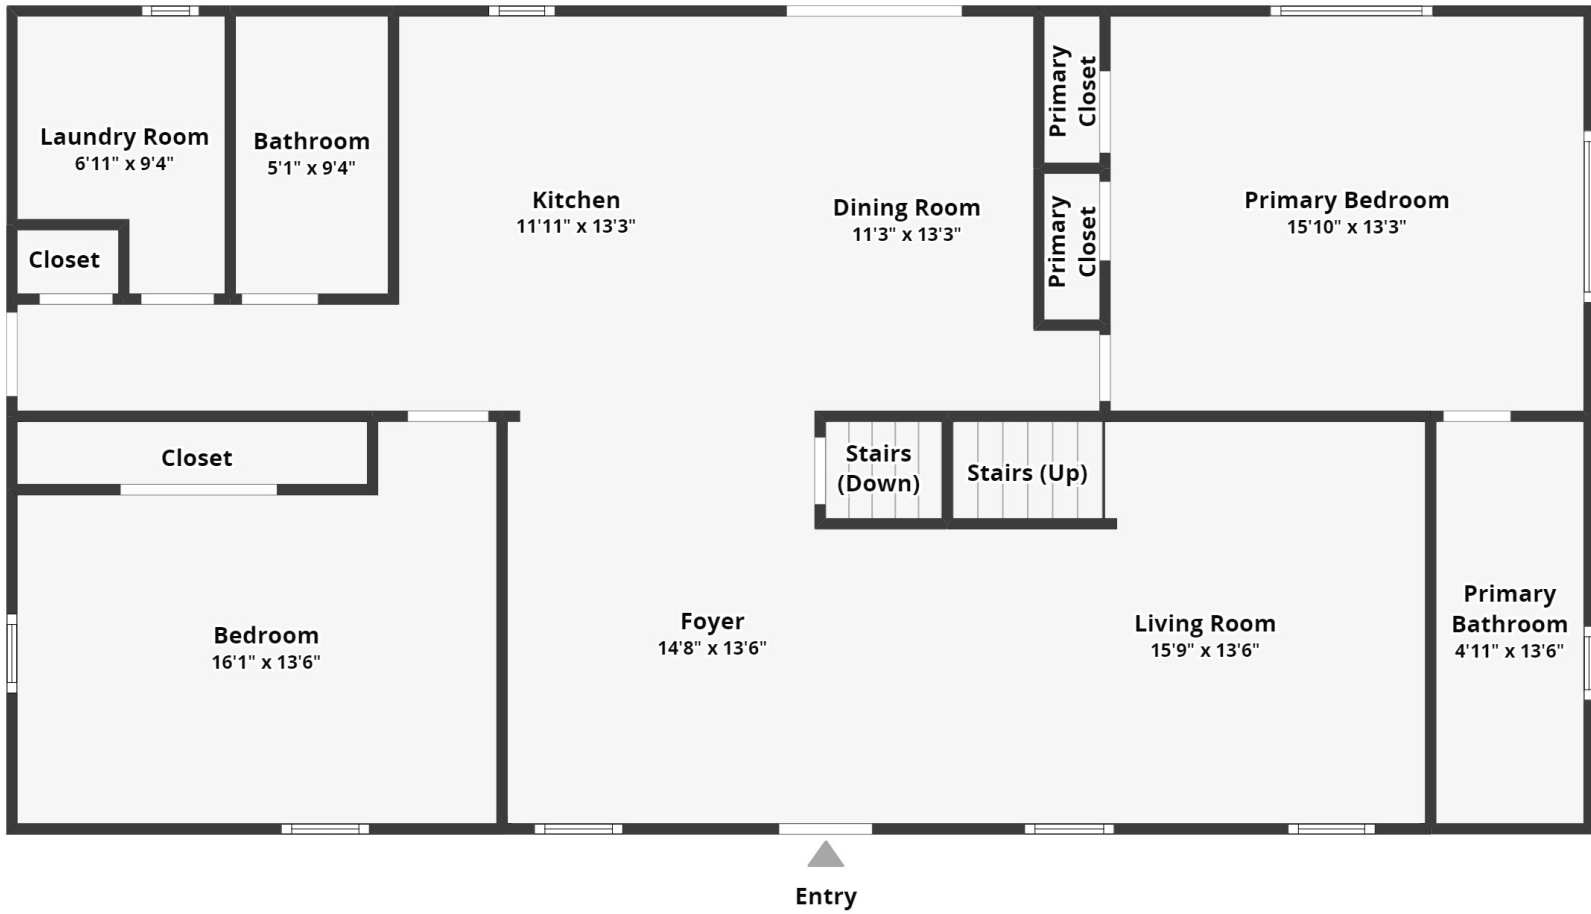 Laundry Room
6'11" x 9'4"
Bathroom
5'1" x 9'4"
Closet
Kitchen
11'11" x 13'3"
Dining Room
11'3" x 13'3"
Primary
Closet
Primary
Closet
Primary Bedroom
15'10" x 13'3"
Closet
Stairs
(Down)
Stairs (Up)
Bedroom
16'1" x 13'6"
Foyer
14'8" x 13'6"
Living Room
15'9" x 13'6"
Primary
Bathroom
4'11" x 13'6"
Entry